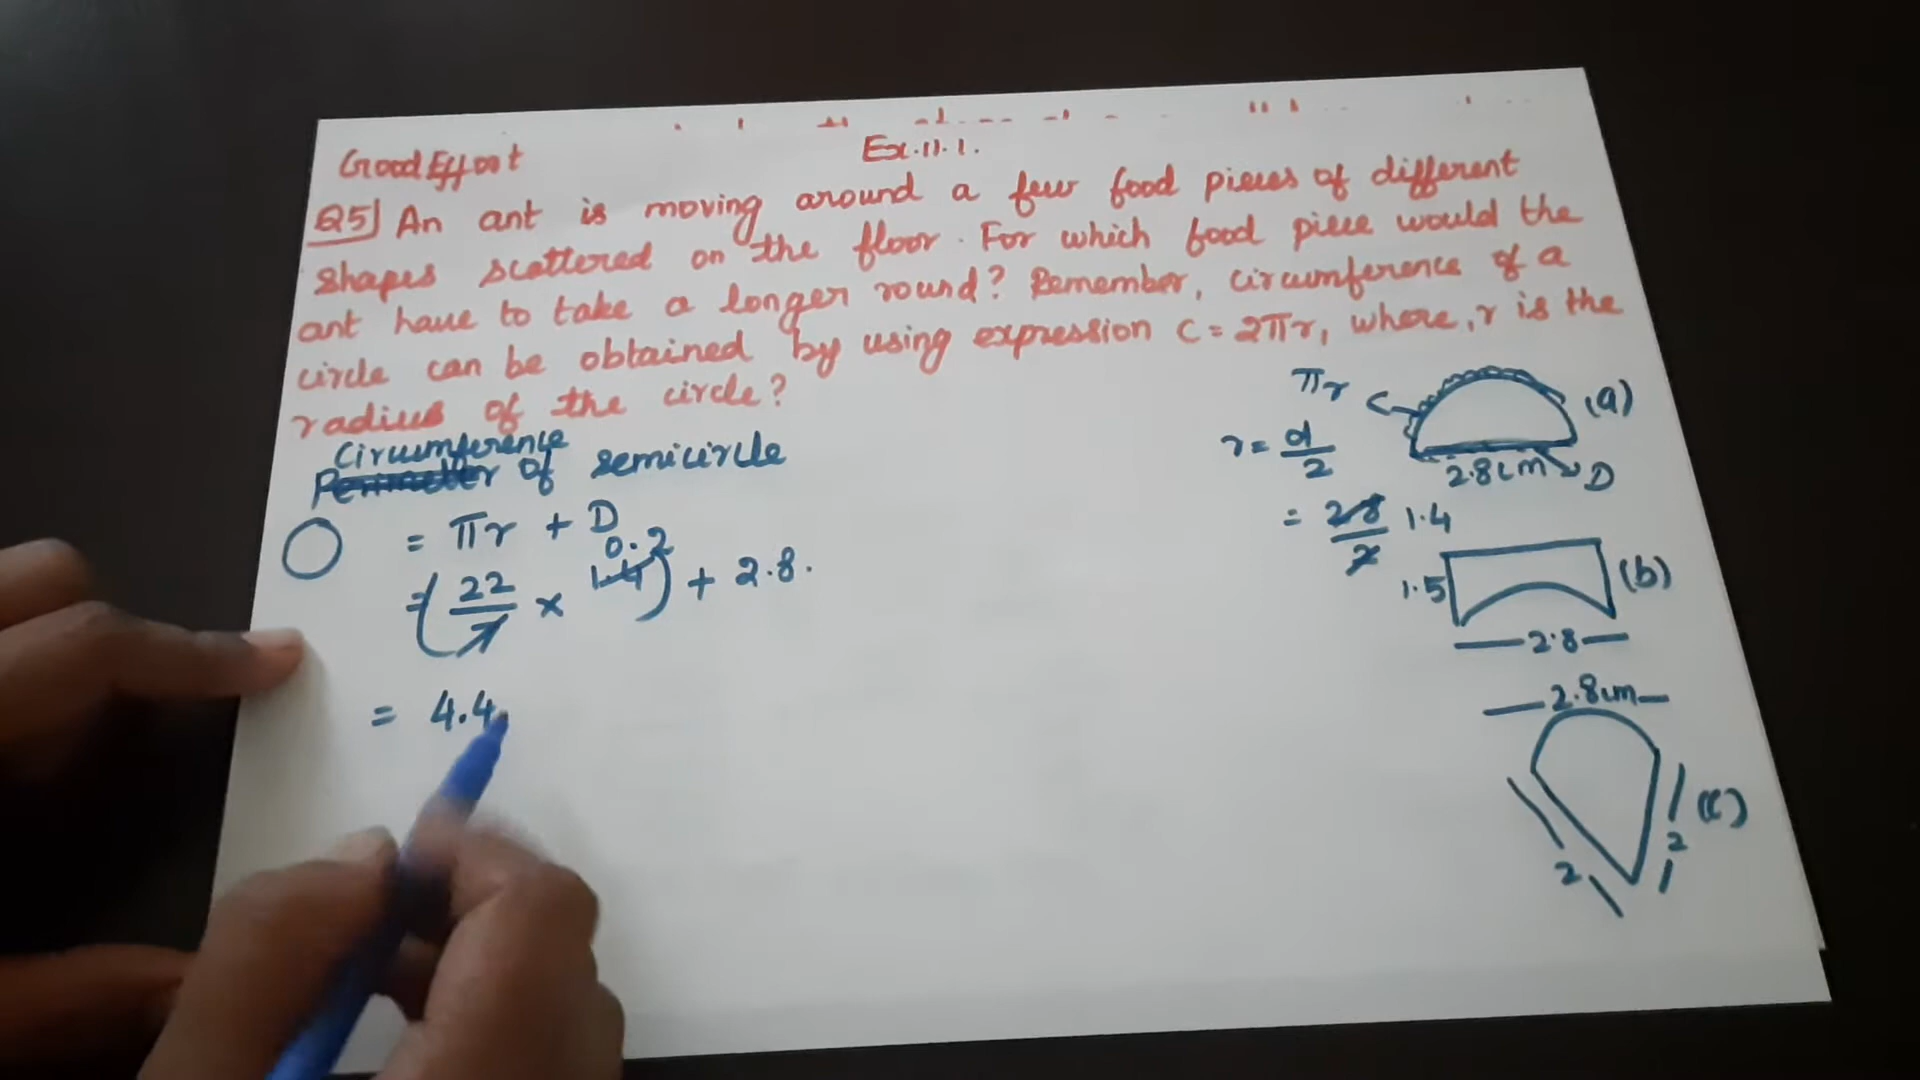 Good Effort
Ex.11.1.
Q5] An ant is moving around a few food pieces of different
shapes scattered on the floor. For which food piece would the
ant have to take a longer round? Remember, circumference of a
circle can be obtained by using expression C = 2πr, where, r is the
radius of the circle?
Circumference
Perimeter of semicircle
= πr + D
0.2
= (22/7 × 1.4) + 2.8.
= 4.4
πr
(a)
r = d/2
2.8cm D
= 2.8/2 1.4
1.5 (b)
2.8
2.8cm
(c)
2
2